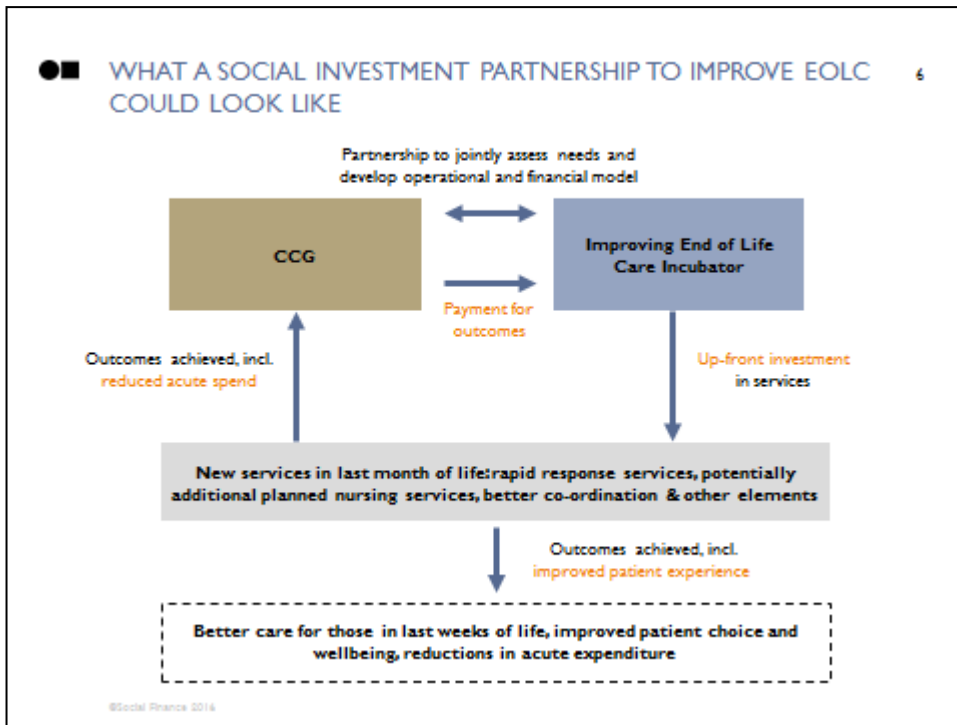 WHAT A SOCIAL INVESTMENT PARTNERSHIP TO IMPROVE EOLC
6
COULD LOOK LIKE
Partnership to jointly assess needs and
develop operational and financial model
CCG
Improving End of Life
Care Incubator
Payment for
outcomes
Outcomes achieved, incl.
reduced acute spend
Up-front investment
in services
New services in last month of life:rapid response services, potentially
additional planned nursing services, better co-ordination & other elements
Outcomes achieved, incl.
improved patient experience
Better care for those in last weeks of life, improved patient choice and
wellbeing, reductions in acute expenditure
©Social Finance 2016